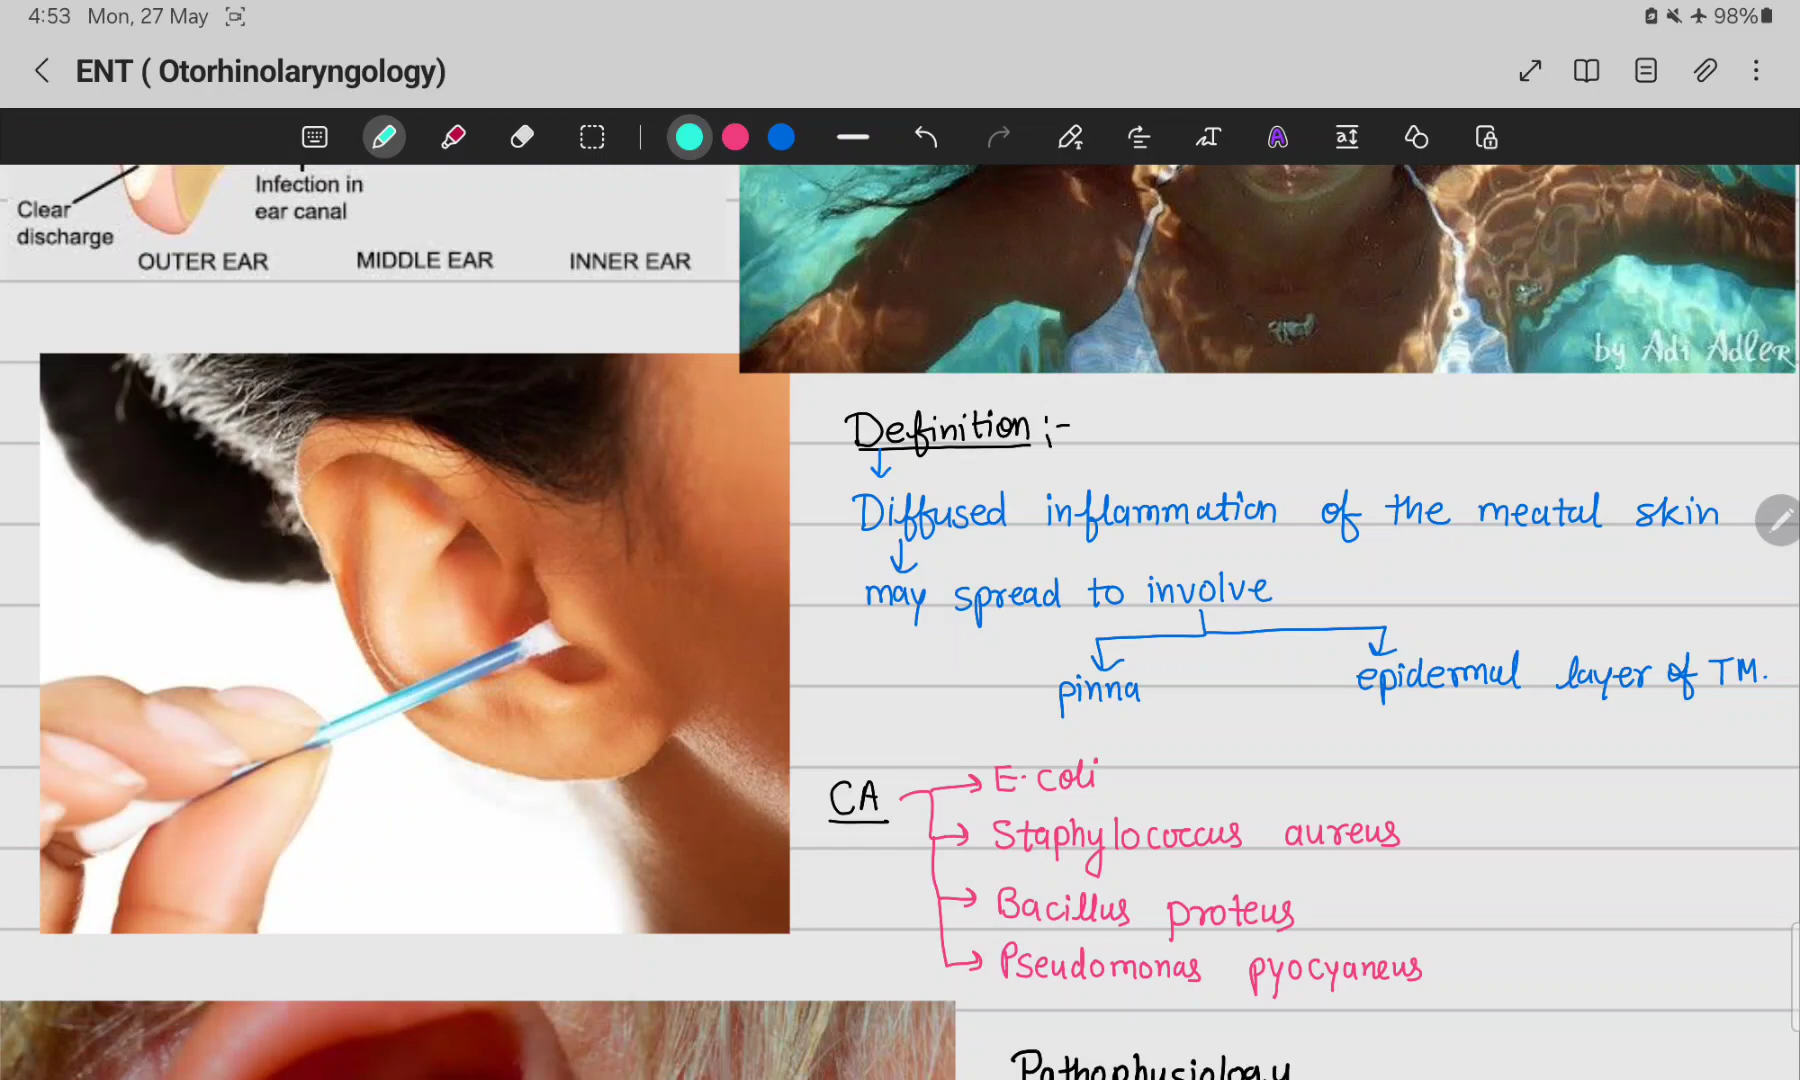 4:53 Mon, 27 May 98%
ENT ( Otorhinolaryngology)
Clear
discharge
Infection in
ear canal
OUTER EAR MIDDLE EAR INNER EAR
by Adi Adler
Definition :-
Diffused inflammation of the meatal skin
may spread to involve
pinna epidermal layer of TM.
CA
E. coli
Staphylococcus aureus
Bacillus proteus
Pseudomonas pyocyaneus
Pathophysiology